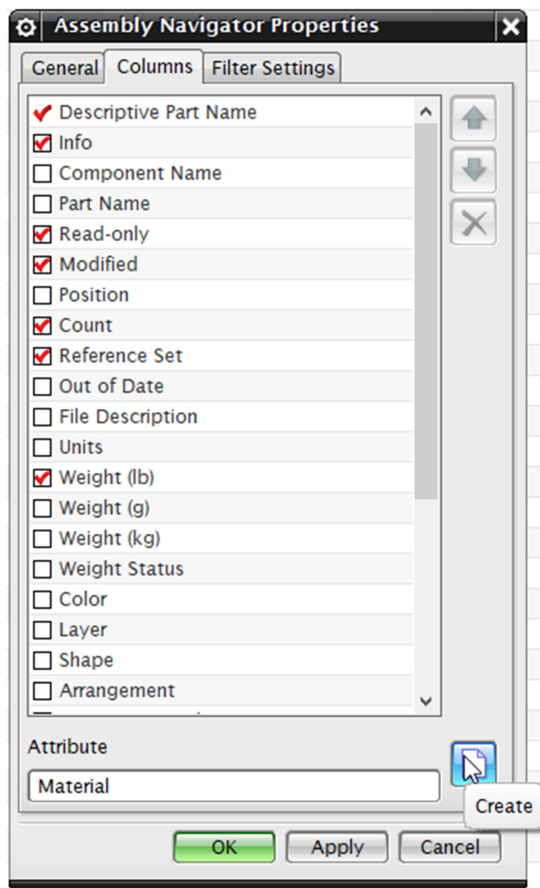 Assembly Navigator Properties
General Columns Filter Settings
Descriptive Part Name
Info
Component Name
Part Name
Read-only
Modified
Position
Count
Reference Set
Out of Date
File Description
Units
Weight (lb)
Weight (g)
Weight (kg)
Weight Status
Color
Layer
Shape
Arrangement
Attribute
Material
Create
OK Apply Cancel